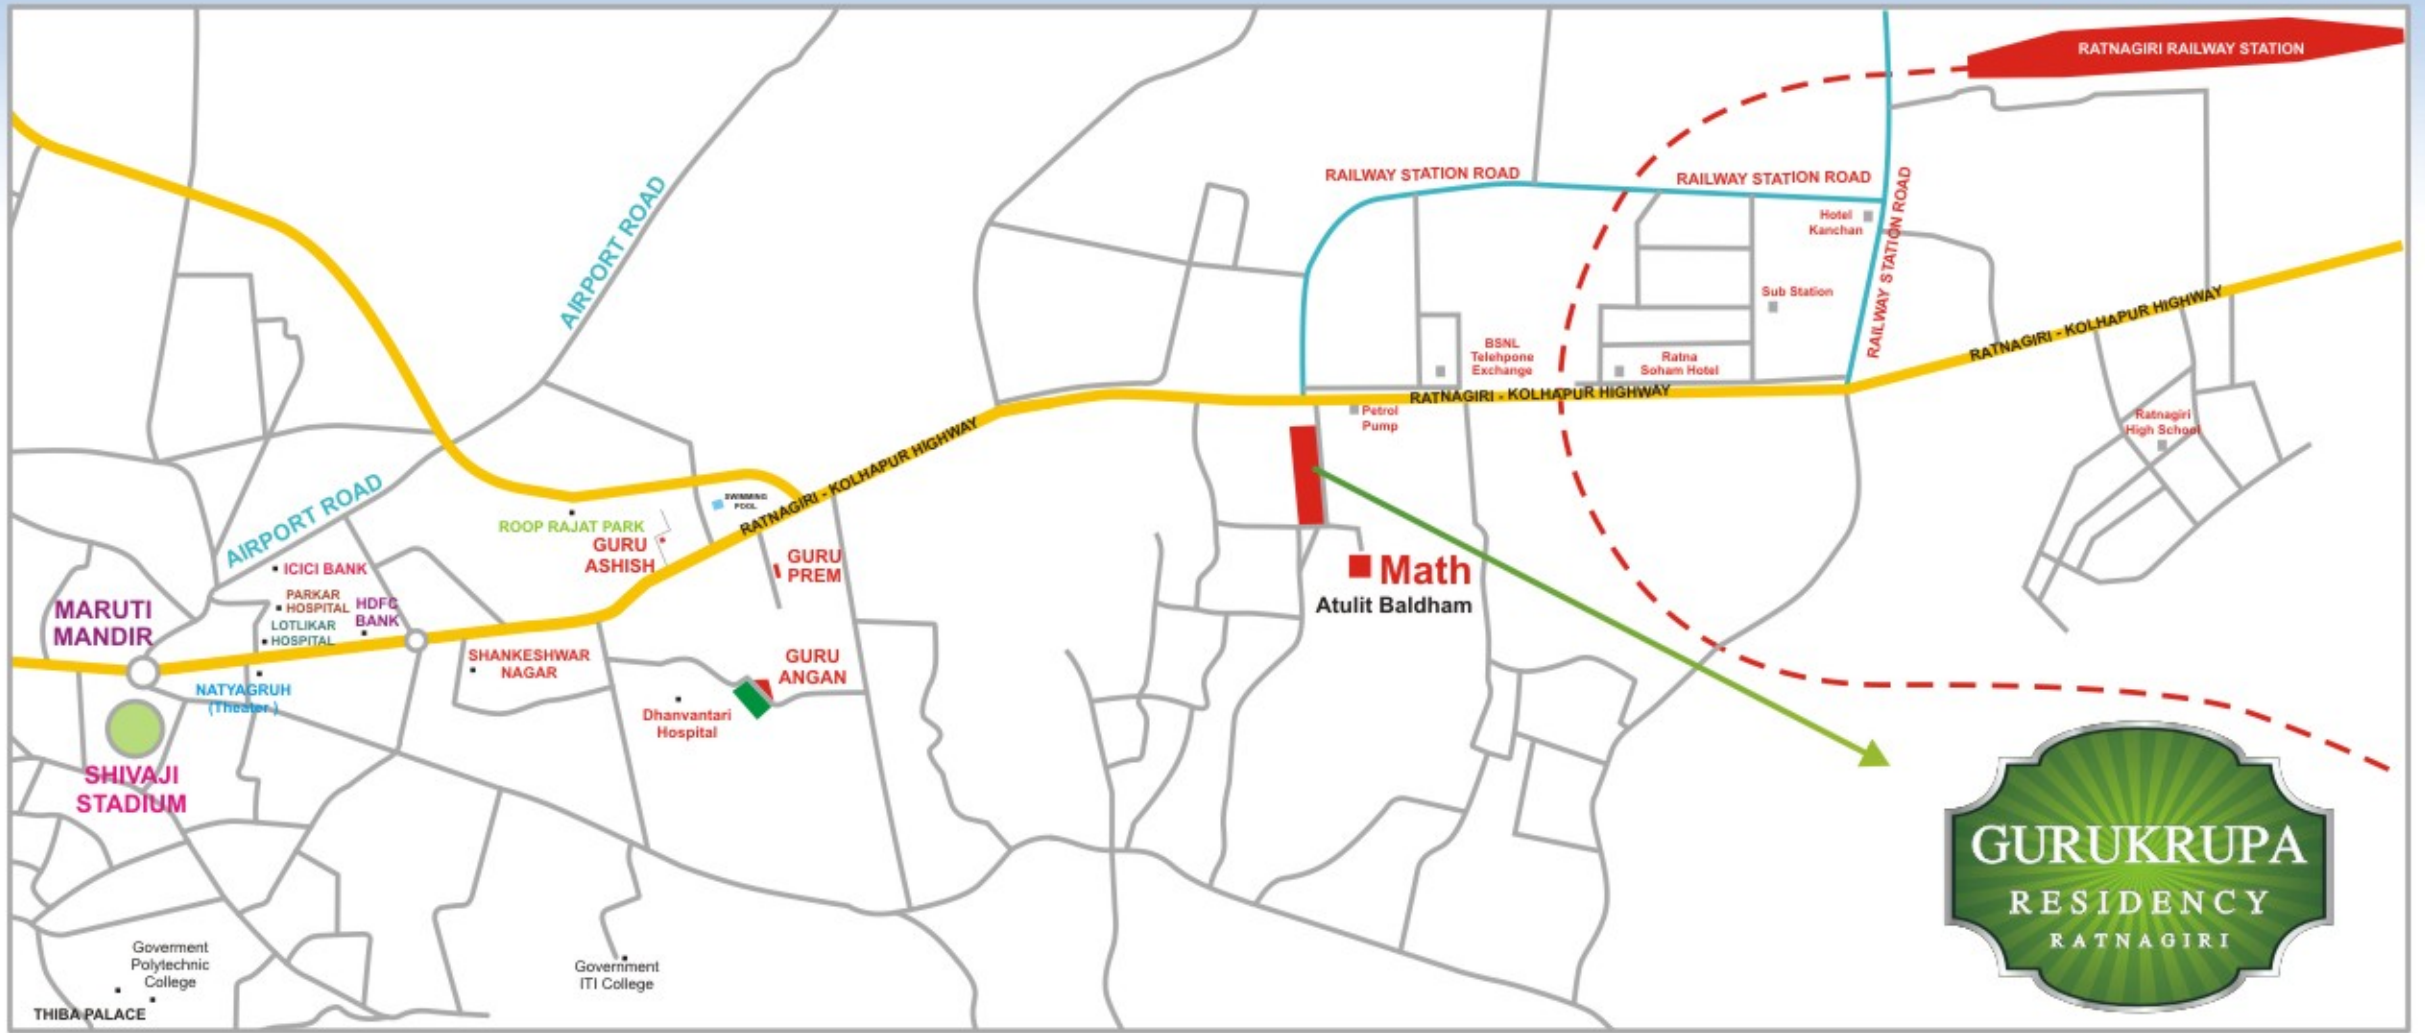 RATNAGIRI RAILWAY STATION
RAILWAY STATION ROAD
RAILWAY STATION ROAD
RAILWAY STATION ROAD
AIRPORT ROAD
Hotel
Kanchan
Sub Station
RATNAGIRI - KOLHAPUR HIGHWAY
BSNL
Telehpone
Exchange
Ratna
Soham Hotel
RATNAGIRI - KOLHAPUR HIGHWAY
Petrol
Pump
Ratnagiri
High School
RATNAGIRI - KOLHAPUR HIGHWAY
AIRPORT ROAD
SWIMMING
POOL
ROOP RAJAT PARK
GURU
ASHISH
GURU
PREM
ICICI BANK
PARKAR
HOSPITAL
HDFC
BANK
LOTLIKAR
HOSPITAL
MARUTI
MANDIR
Math
Atulit Baldham
SHANKESHWAR
NAGAR
GURU
ANGAN
NATYAGRUH
(Theater )
Dhanvantari
Hospital
SHIVAJI
STADIUM
GURUKRUPA
RESIDENCY
RATNAGIRI
Goverment
Polytechnic
College
Government
ITI College
THIBA PALACE